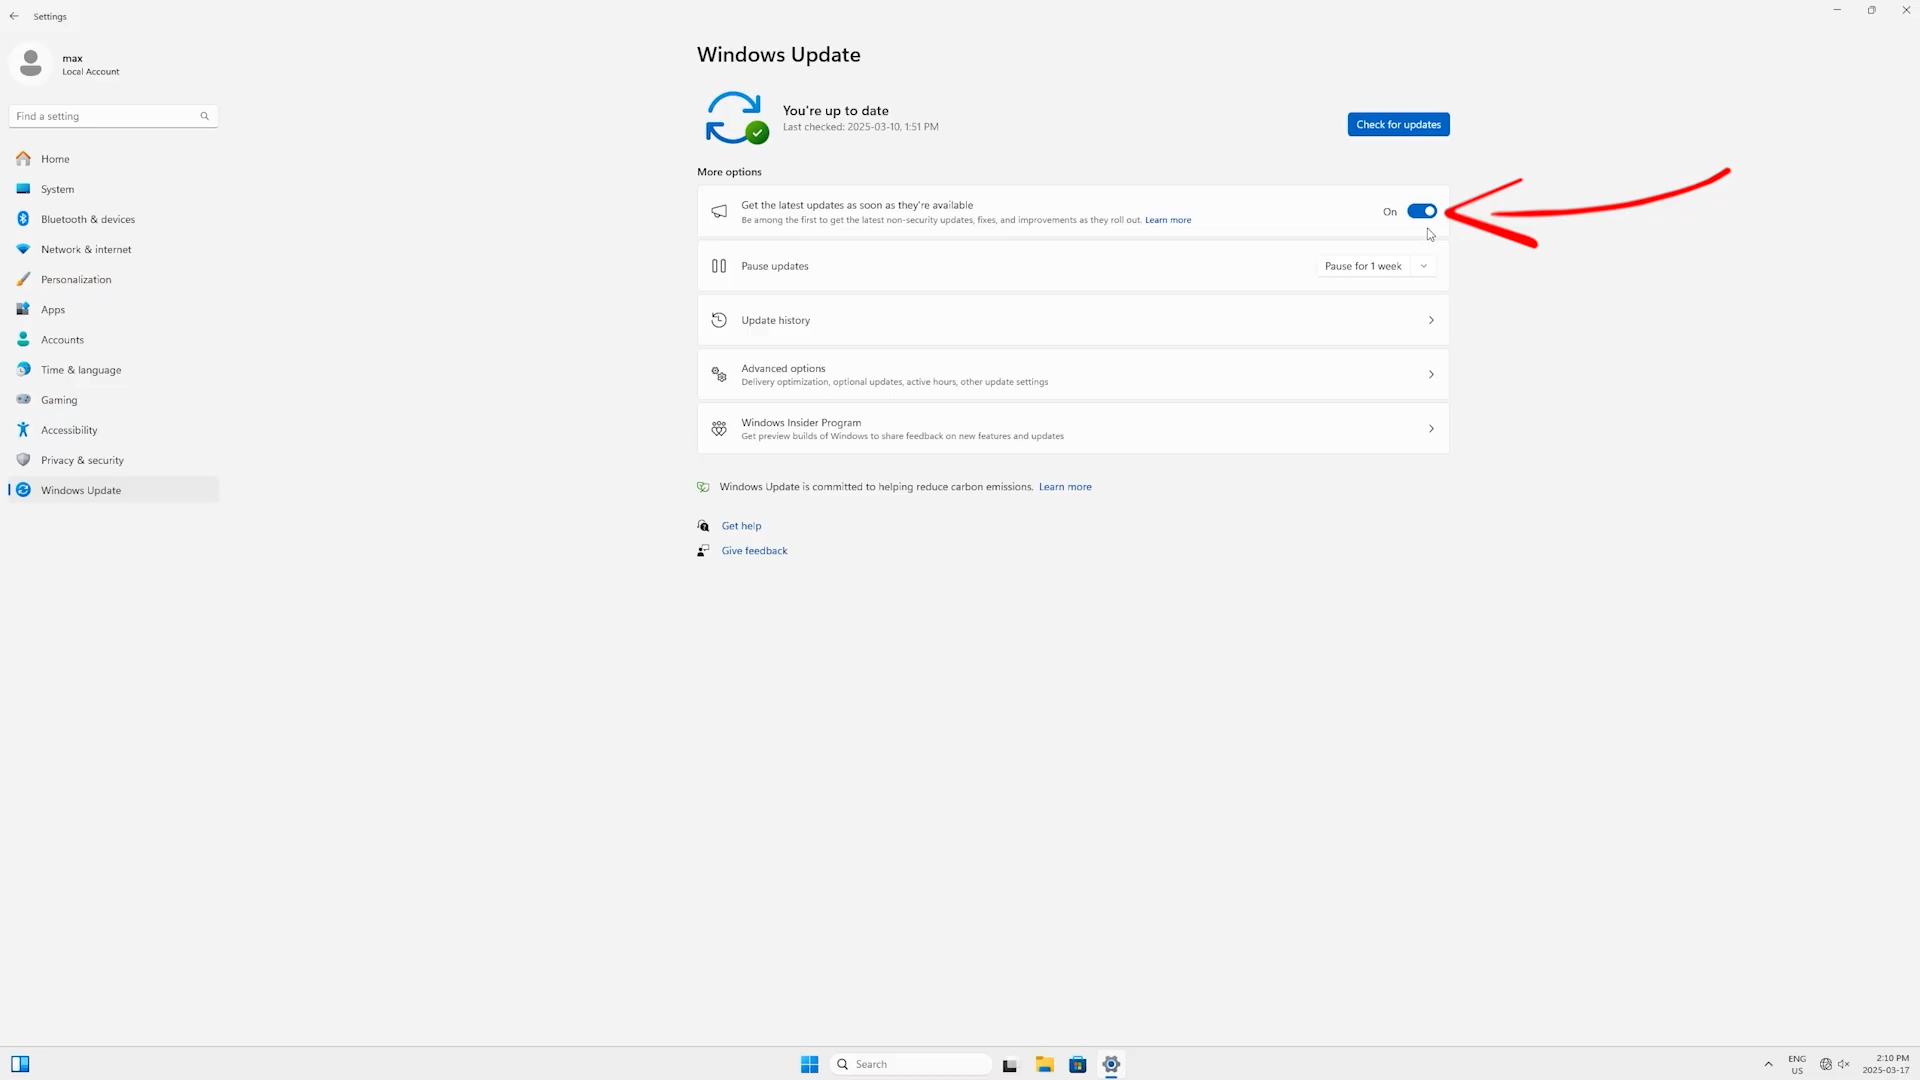 Settings
max
Local Account
Find a setting
Home
System
Bluetooth & devices
Network & internet
Personalization
Apps
Accounts
Time & language
Gaming
Accessibility
Privacy & security
Windows Update
Windows Update
You're up to date
Last checked: 2025-03-10, 1:51 PM
Check for updates
More options
Get the latest updates as soon as they're available
Be among the first to get the latest non-security updates, fixes, and improvements as they roll out. Learn more
On
Pause updates
Pause for 1 week
Update history
Advanced options
Delivery optimization, optional updates, active hours, other update settings
Windows Insider Program
Get preview builds of Windows to share feedback on new features and updates
Windows Update is committed to helping reduce carbon emissions. Learn more
Get help
Give feedback
Search
ENG
US
2:10 PM
2025-03-17